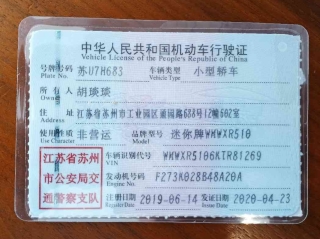 中华人民共和国机动车行驶证
Vehicle License of the People's Republic of China
号牌号码 苏U7H683 车辆类型 小型轿车
Plate No. Vehicle Type
所有人 胡琰琰
Owner
住址 江苏省苏州市工业园区莲园路688号12幢502室
Address
使用性质 非营运 品牌型号 迷你牌WMWXR510
Use Character Model
江苏省苏州
市公安局交
通警察支队
车辆识别代号 WMWXR5106KTR81269
VIN
发动机号码 F273K028B48A20A
Engine No.
注册日期 2019-06-14 发证日期 2020-04-23
Register Date Issue Date